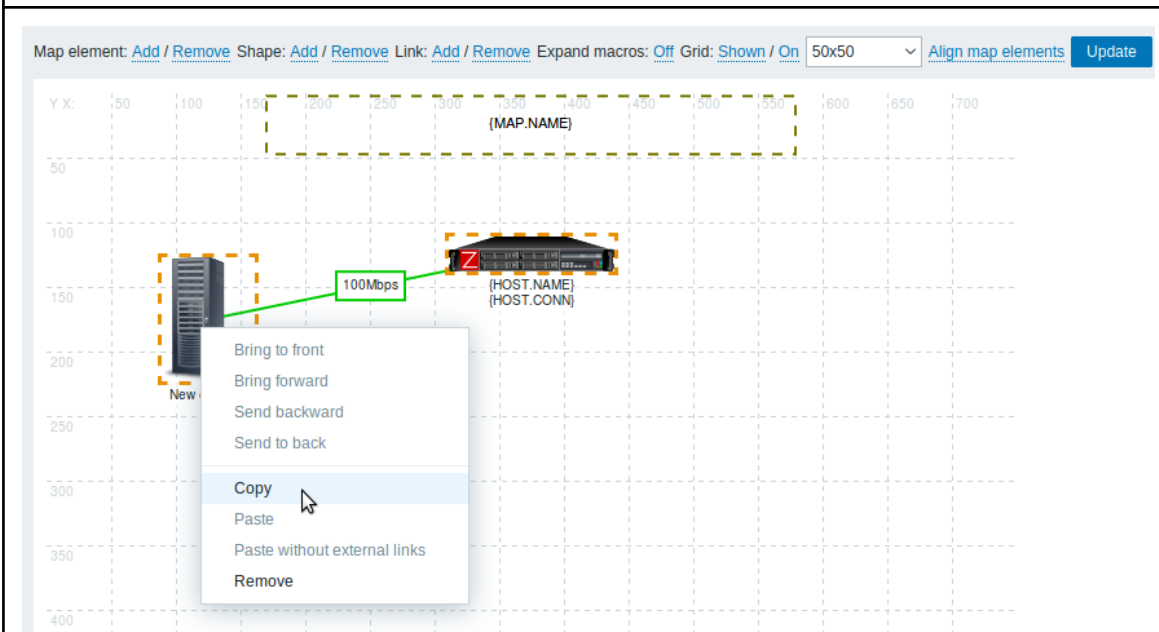 Map element: Add / Remove Shape: Add / Remove Link: Add / Remove Expand macros: Off Grid: Shown / On 50x50 Align map elements Update
Y X: 50 100 150 200 250 300 350 400 450 500 550 600 650 700
{MAP.NAME}
50
100
Z
100Mbps
{HOST.NAME}
150
{HOST.CONN}
Bring to front
200
Bring forward
New
Send backward
250
Send to back
Copy
300
Paste
Paste without external links
350
Remove
400